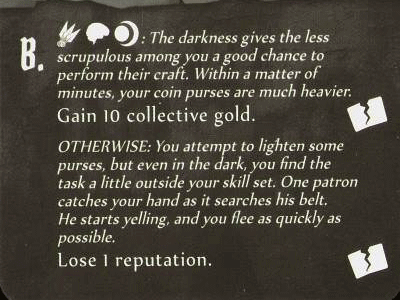 B. : The darkness gives the less
scrupulous among you a good chance to
perform their craft. Within a matter of
minutes, your coin purses are much heavier.
Gain 10 collective gold.
OTHERWISE: You attempt to lighten some
purses, but even in the dark, you find the
task a little outside your skill set. One patron
catches your hand as it searches his belt.
He starts yelling, and you flee as quickly as
possible.
Lose 1 reputation.